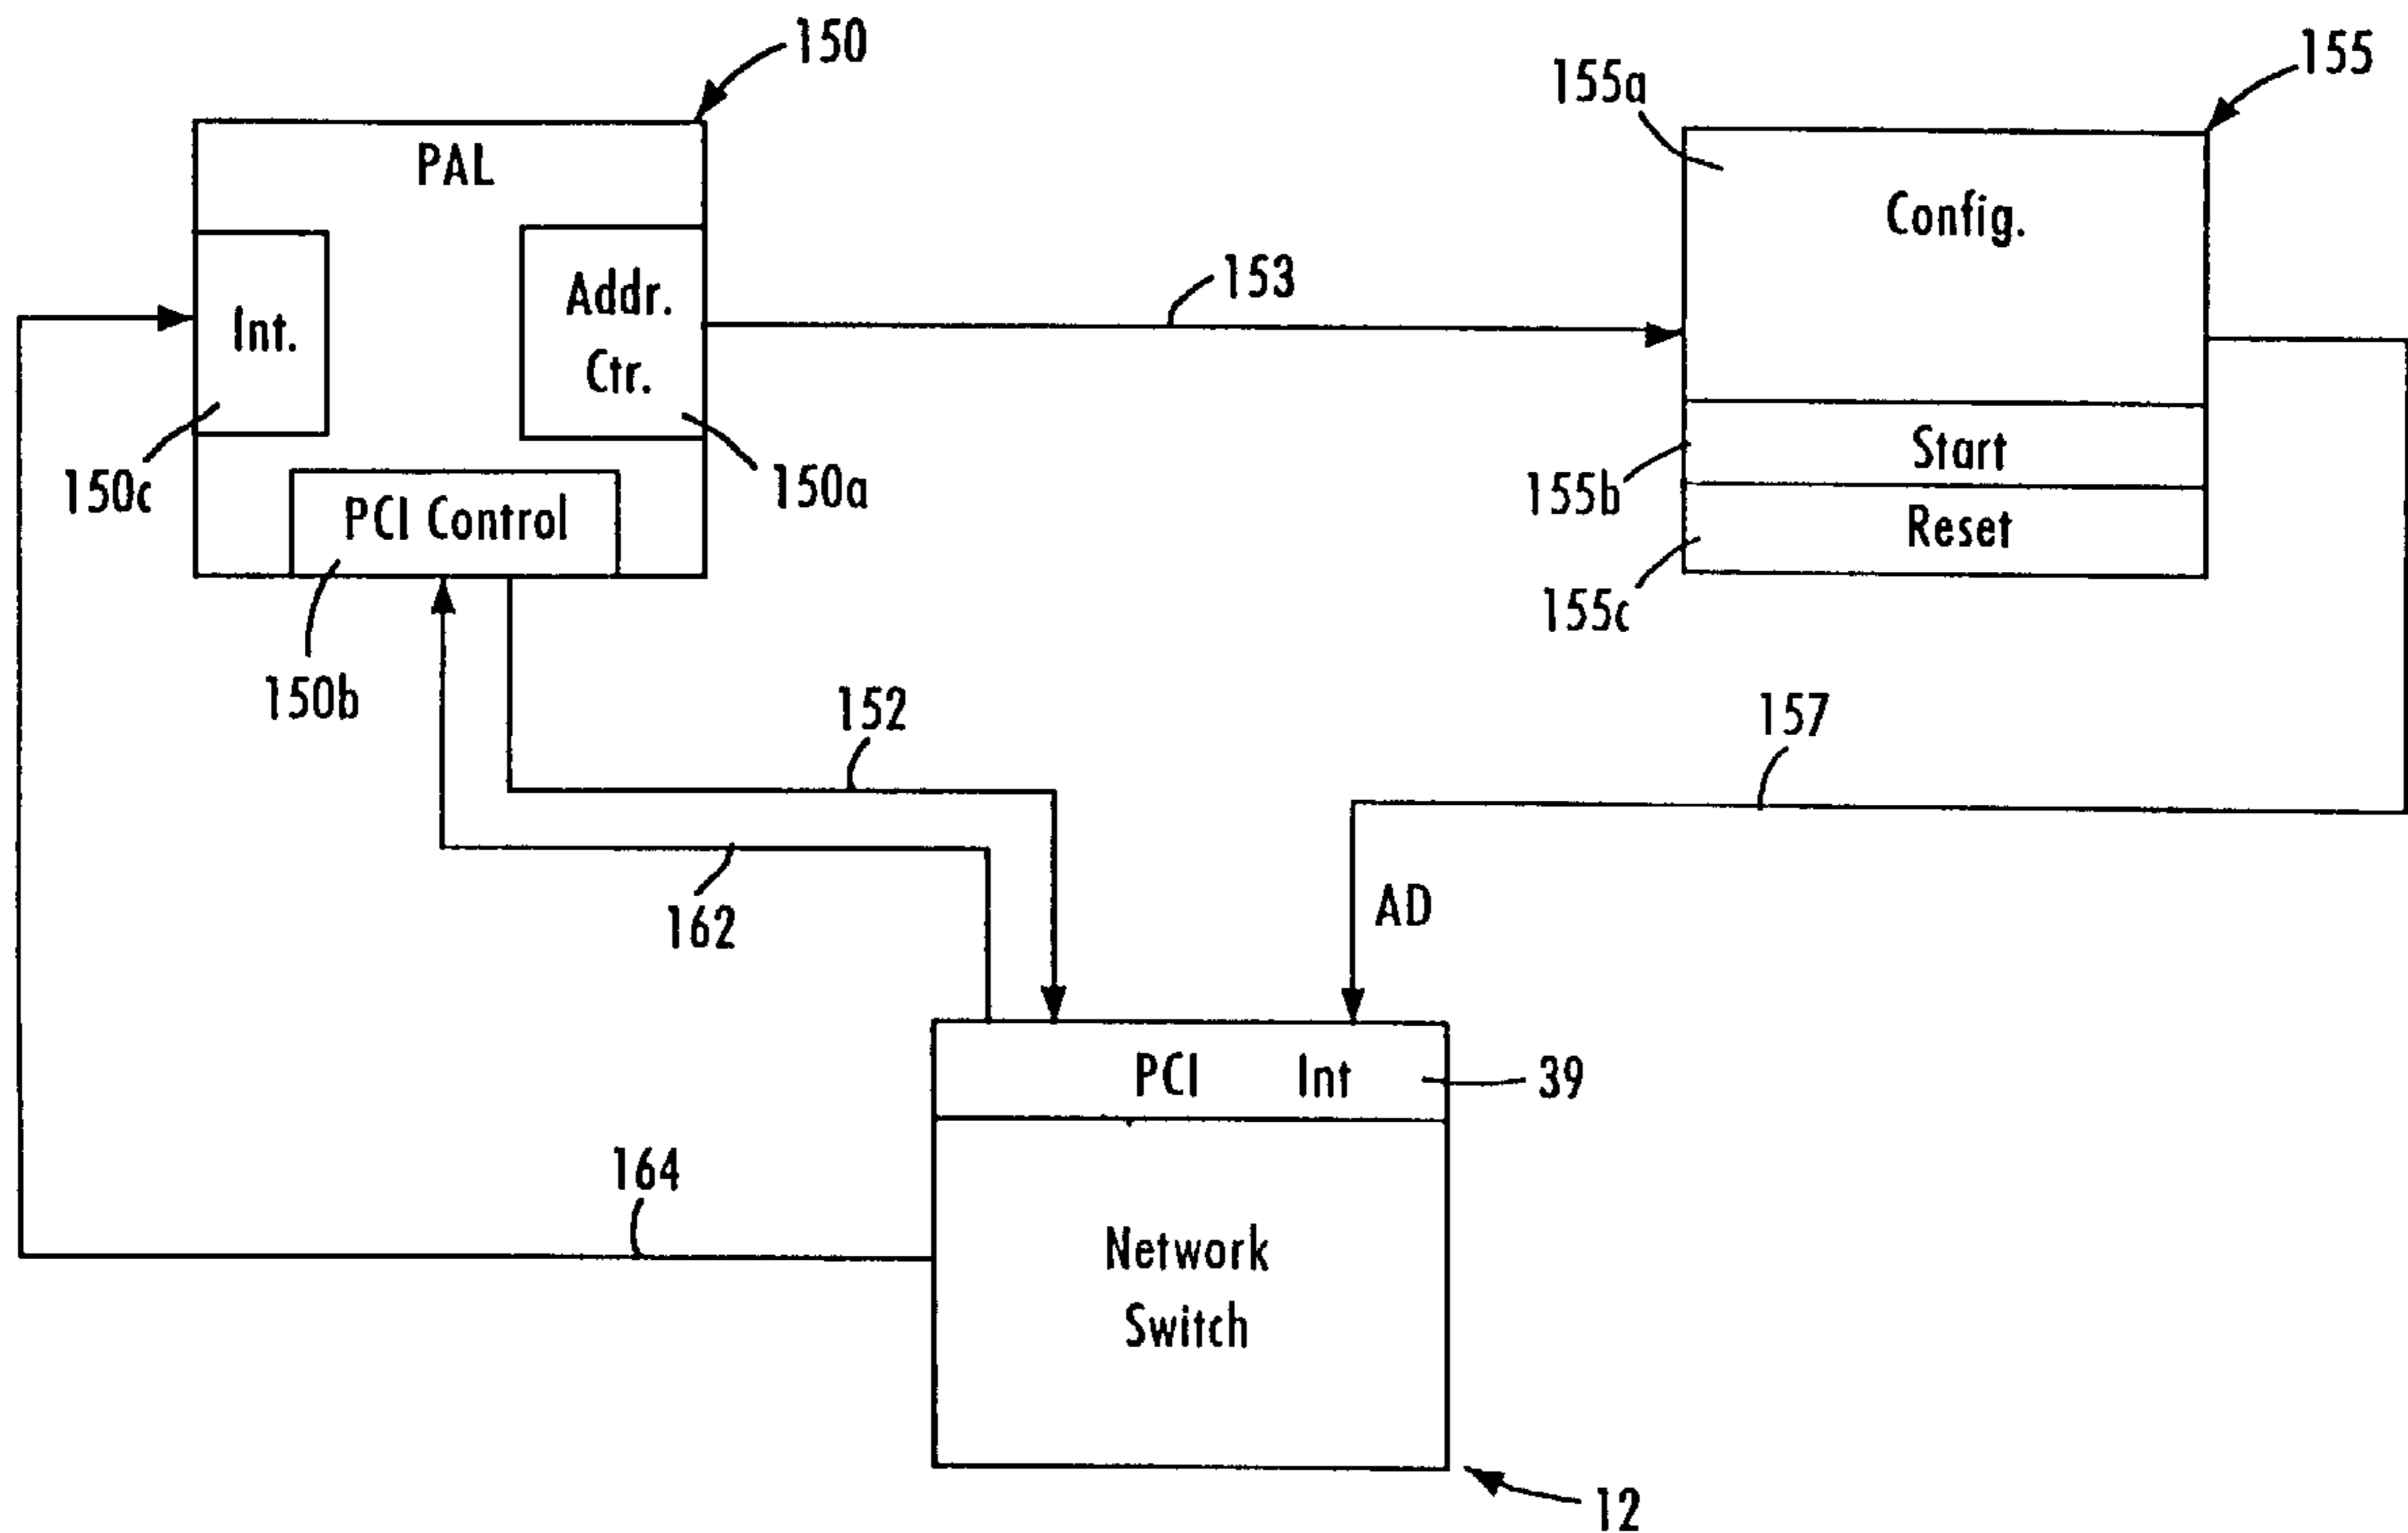 150
155
155a
PAL
Config.
153
Addr.
Ctr.
Int.
Start
155b
150c
150a
PCI Control
Reset
155c
150b
152
157
AD
162
PCI Int
39
164
Network
Switch
12